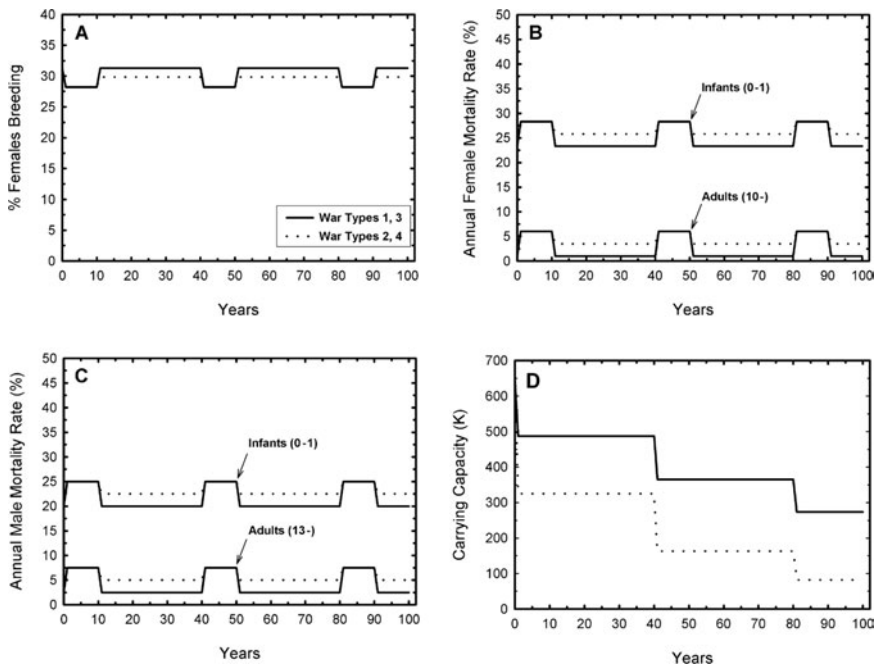 A
% Females Breeding
40
35
30
25
20
15
10
5
0
War Types 1, 3
War Types 2, 4
0 10 20 30 40 50 60 70 80 90 100
Years
B
Annual Female Mortality Rate (%)
50
45
40
35
30
25
20
15
10
5
0
Infants (0-1)
Adults (10-)
0 10 20 30 40 50 60 70 80 90 100
Years
C
Annual Male Mortality Rate (%)
50
45
40
35
30
25
20
15
10
5
0
Infants (0-1)
Adults (13-)
0 10 20 30 40 50 60 70 80 90 100
Years
D
Carrying Capacity (K)
700
600
500
400
300
200
100
0
0 10 20 30 40 50 60 70 80 90 100
Years